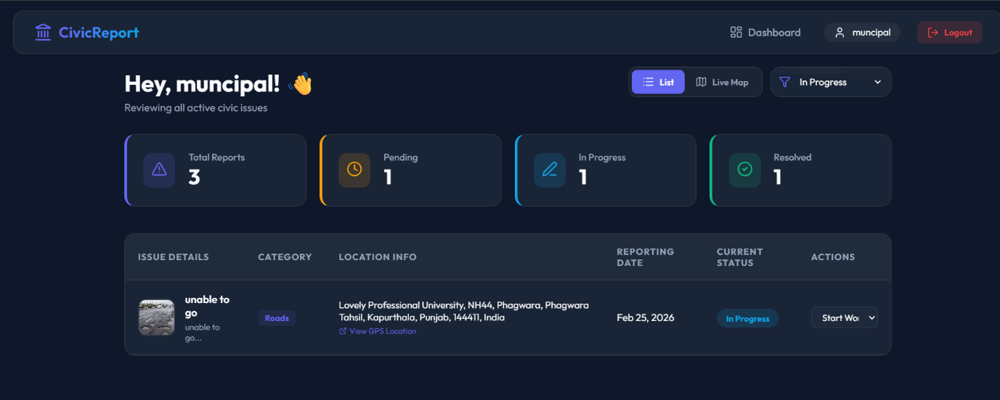 CivicReport
Dashboard
muncipal
Logout
Hey, muncipal! 👋
Reviewing all active civic issues
List
Live Map
In Progress
Total Reports
3
Pending
1
In Progress
1
Resolved
1
ISSUE DETAILS
CATEGORY
LOCATION INFO
REPORTING
DATE
CURRENT
STATUS
ACTIONS
unable to
go
unable to
go...
Roads
Lovely Professional University, NH44, Phagwara, Phagwara
Tahsil, Kapurthala, Punjab, 144411, India
View GPS Location
Feb 25, 2026
In Progress
Start Wo